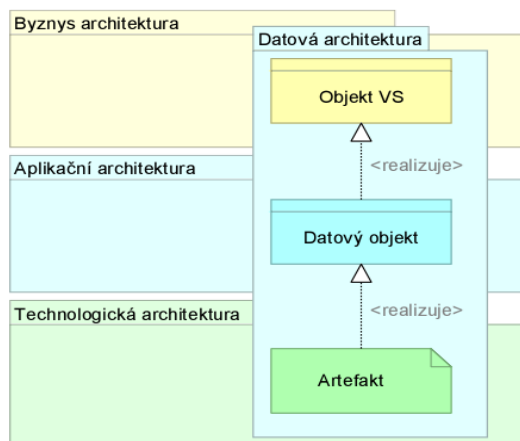 Byznys architektura
Datová architektura
Objekt VS
<realizuje>
Aplikační architektura
Datový objekt
<realizuje>
Technologická architektura
Artefakt